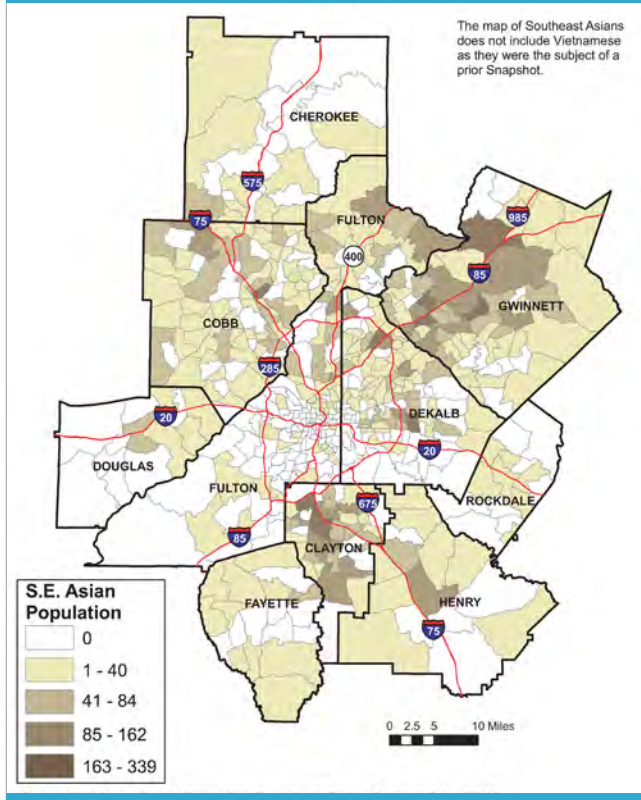 The map of Southeast Asians
does not include Vietnamese
as they were the subject of a
prior Snapshot.
CHEROKEE
575
75
FULTON
985
400
85
GWINNETT
COBB
285
20
DEKALB
DOUGLAS
20
FULTON
675
ROCKDALE
85
CLAYTON
FAYETTE
HENRY
75
S.E. Asian
Population
0
1 - 40
41 - 84
85 - 162
163 - 339
0 2.5 5 10 Miles